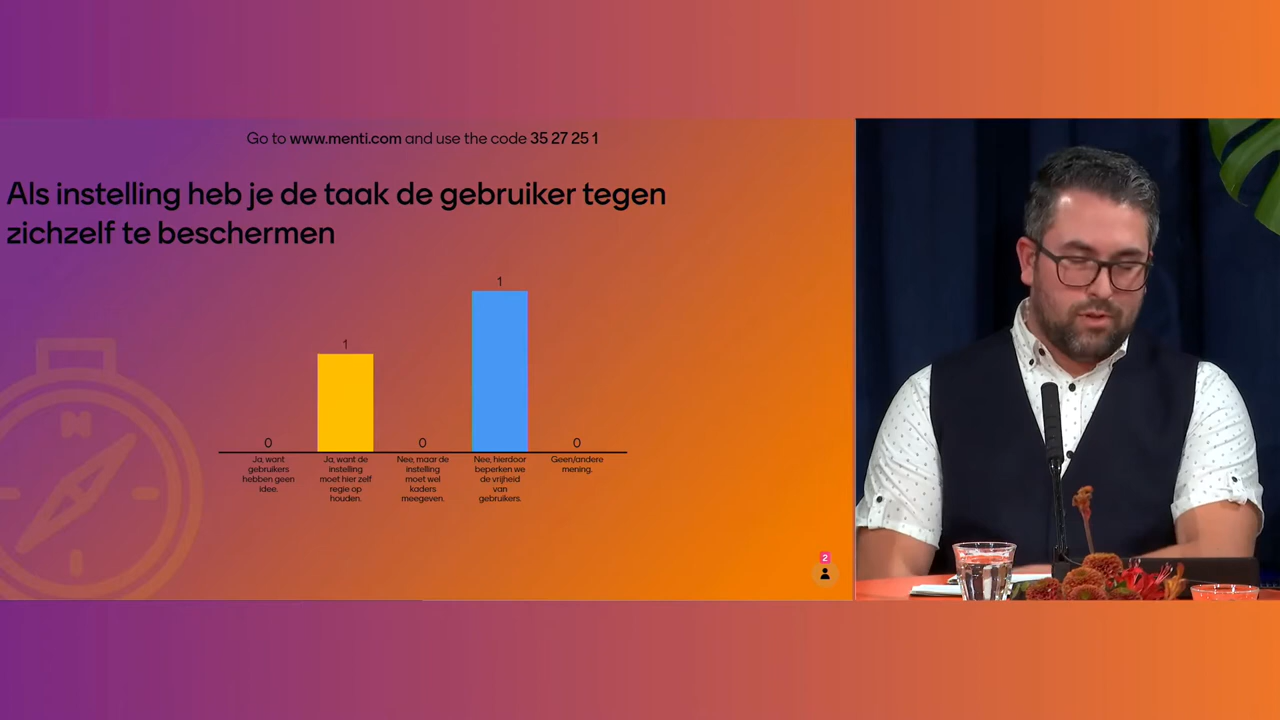 Go to www.menti.com and use the code 35 27 25 1
Als instelling heb je de taak de gebruiker tegen
zichzelf te beschermen
0
1
0
1
0
Ja, want
gebruikers
hebben geen
idee.
Ja, want de
instelling
moet hier zelf
regie op
houden.
Nee, maar de
instelling
moet wel
kaders
meegeven.
Nee, hierdoor
beperken we
de vrijheid
van
gebruikers.
Geen/andere
mening.
N
2